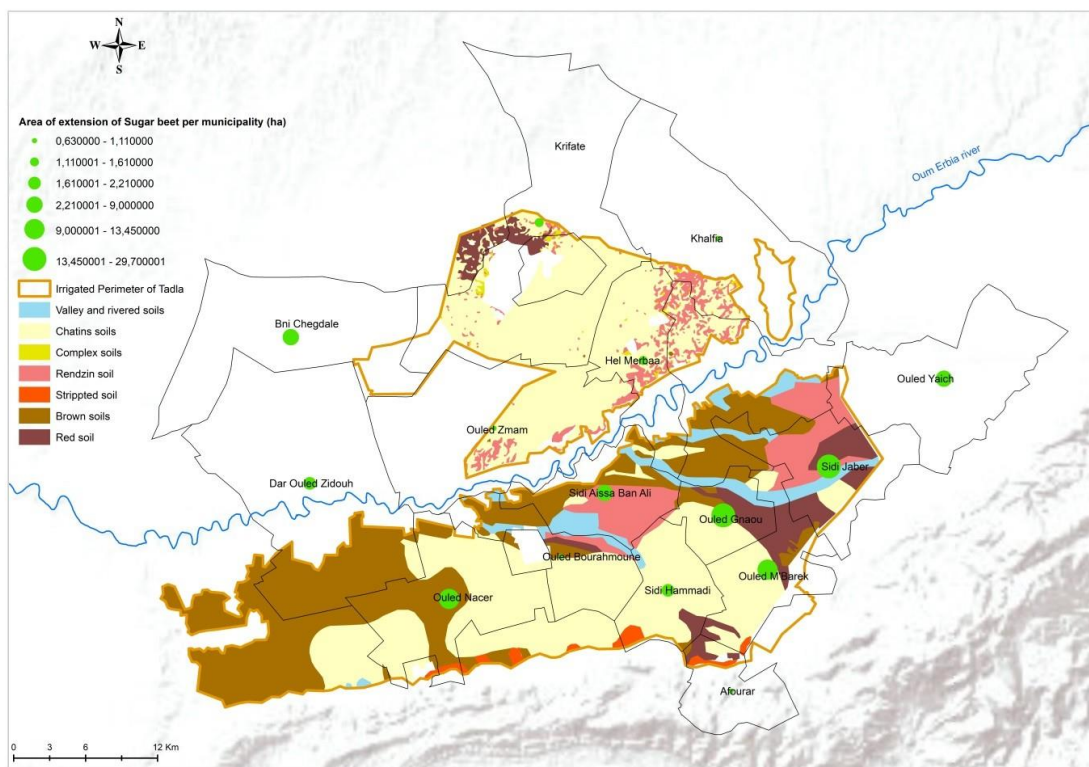 N
W E
S
Area of extension of Sugar beet per municipality (ha)
0,630000 - 1,110000
1,110001 - 1,610000
1,610001 - 2,210000
2,210001 - 9,000000
9,000001 - 13,450000
13,450001 - 29,700001
Irrigated Perimeter of Tadla
Valley and rivered soils
Chatins soils
Complex soils
Rendzin soil
Strippted soil
Brown soils
Red soil
Krifate
Oum Erbia river
Khalfia
Bni Chegdale
Hel Merbaa
Ouled Yaich
Ouled Zmam
Sidi Jaber
Dar Ouled Zidouh
Sidi Aissa Ban Ali
Ouled Gnaou
Ouled Bourahmoune
Ouled M'Barek
Sidi Hammadi
Ouled Nacer
Afourar
0 3 6 12 Km